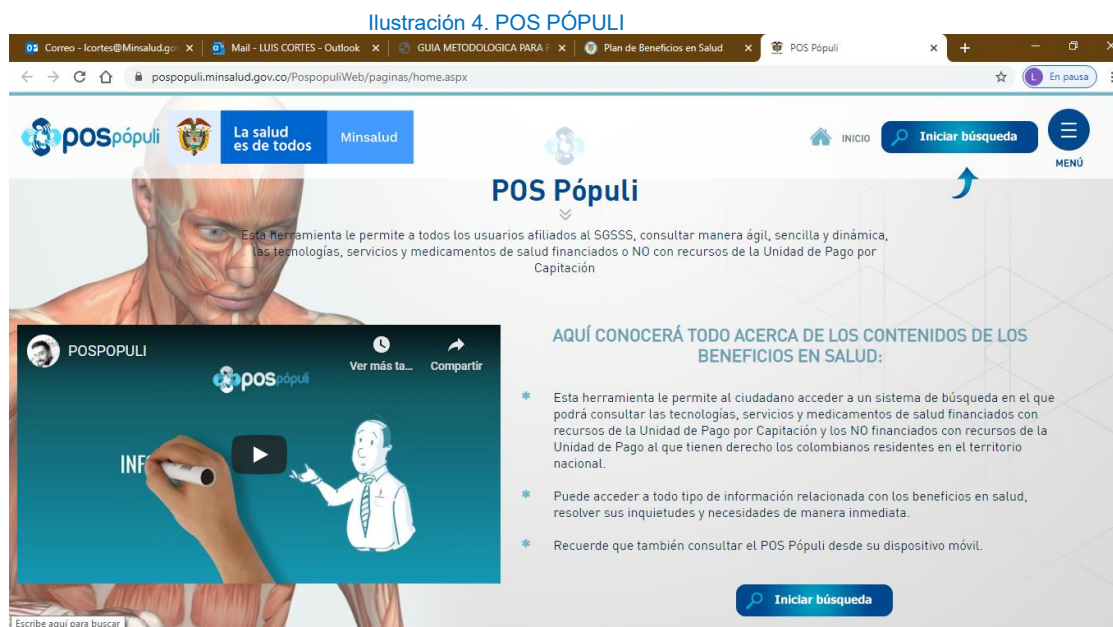 Ilustración 4. POS PÓPULI
Correo - lcortes@Minsalud.go
Mail - LUIS CORTES - Outlook
GUIA METODOLOGICA PARA F
Plan de Beneficios en Salud
POS Pópuli
pospopuli.minsalud.gov.co/PospopuliWeb/paginas/home.aspx
L
En pausa
pospópuli
La salud
es de todos
Minsalud
INICIO
Iniciar búsqueda
MENÚ
POS Pópuli
Esta herramienta le permite a todos los usuarios afiliados al SGSSS, consultar manera ágil, sencilla y dinámica,
las tecnologías, servicios y medicamentos de salud financiados o NO con recursos de la Unidad de Pago por
Capitación
POSPOPULI
Ver más ta...
Compartir
pospópuli
INF
AQUÍ CONOCERÁ TODO ACERCA DE LOS CONTENIDOS DE LOS
BENEFICIOS EN SALUD:
Esta herramienta le permite al ciudadano acceder a un sistema de búsqueda en el que
podrá consultar las tecnologías, servicios y medicamentos de salud financiados con
recursos de la Unidad de Pago por Capitación y los NO financiados con recursos de la
Unidad de Pago al que tienen derecho los colombianos residentes en el territorio
nacional.
Puede acceder a todo tipo de información relacionada con los beneficios en salud,
resolver sus inquietudes y necesidades de manera inmediata.
Recuerde que también consultar el POS Pópuli desde su dispositivo móvil.
Iniciar búsqueda
Escribe aquí para buscar